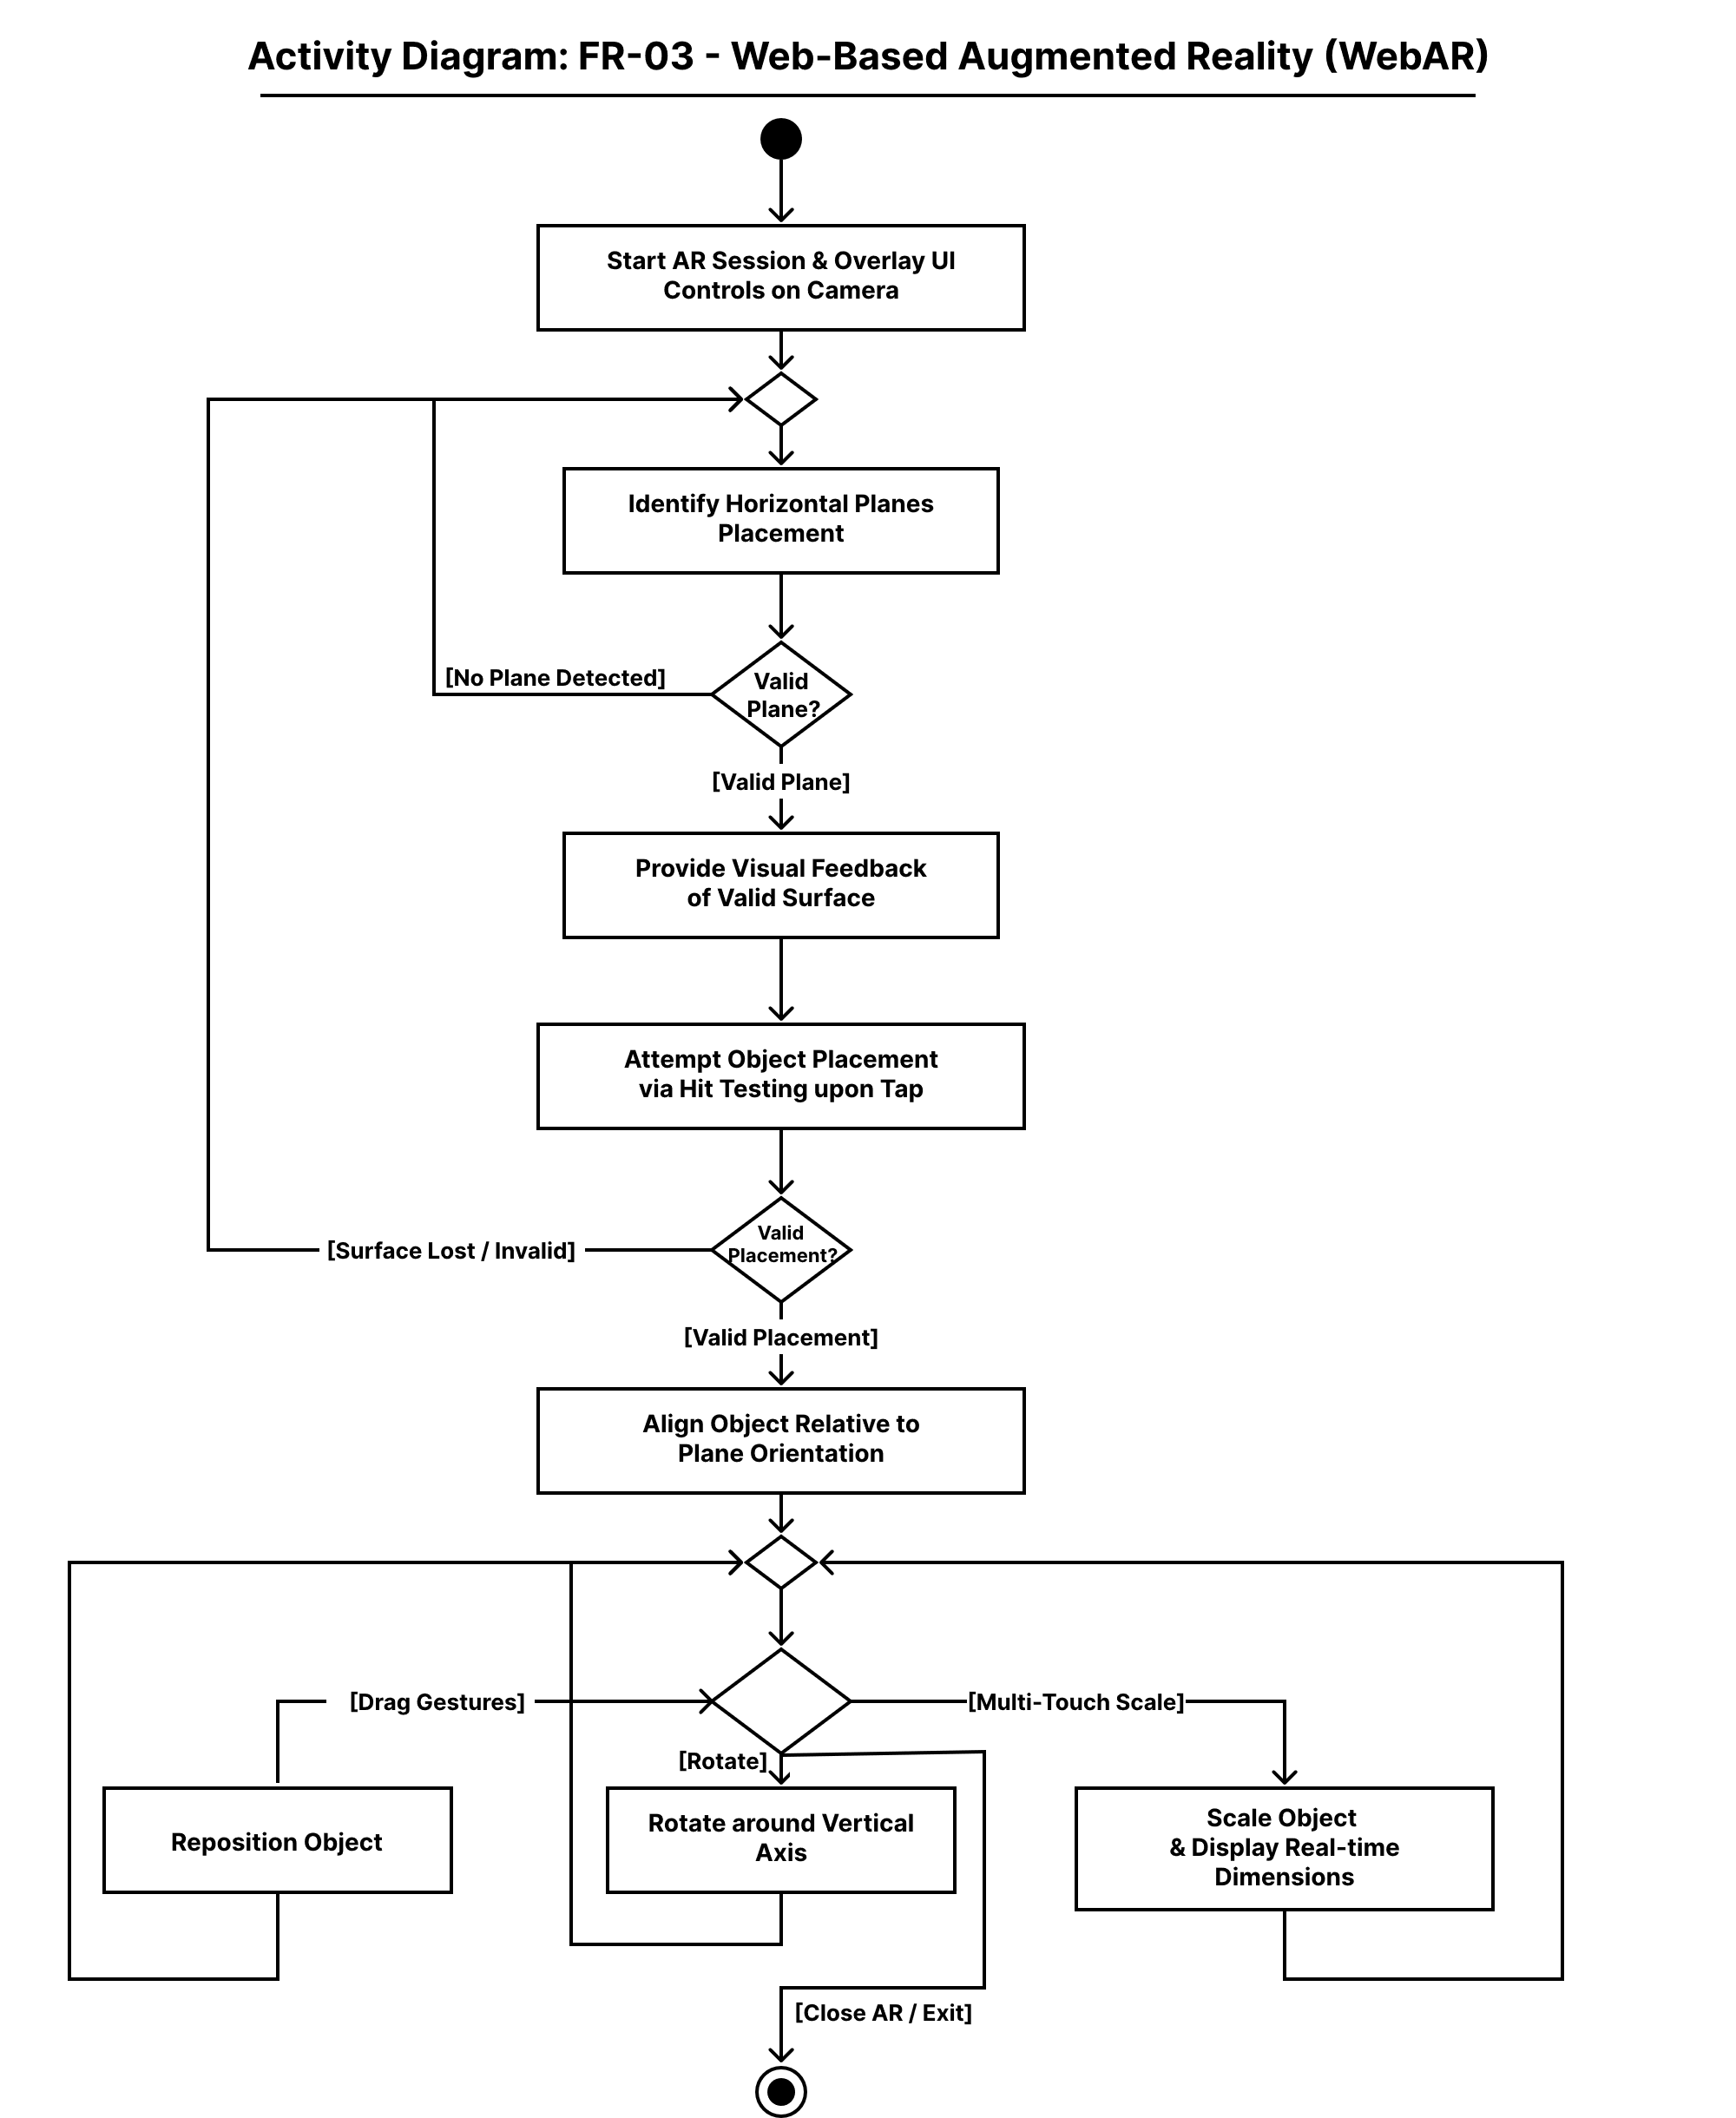 Activity Diagram: FR-03 - Web-Based Augmented Reality (WebAR)
Start AR Session & Overlay UI
Controls on Camera
Identify Horizontal Planes
Placement
[No Plane Detected]
Valid
Plane?
[Valid Plane]
Provide Visual Feedback
of Valid Surface
Attempt Object Placement
via Hit Testing upon Tap
Valid
Placement?
[Surface Lost / Invalid]
[Valid Placement]
Align Object Relative to
Plane Orientation
[Drag Gestures]
[Multi-Touch Scale]
[Rotate]
Reposition Object
Rotate around Vertical
Axis
Scale Object
& Display Real-time
Dimensions
[Close AR / Exit]